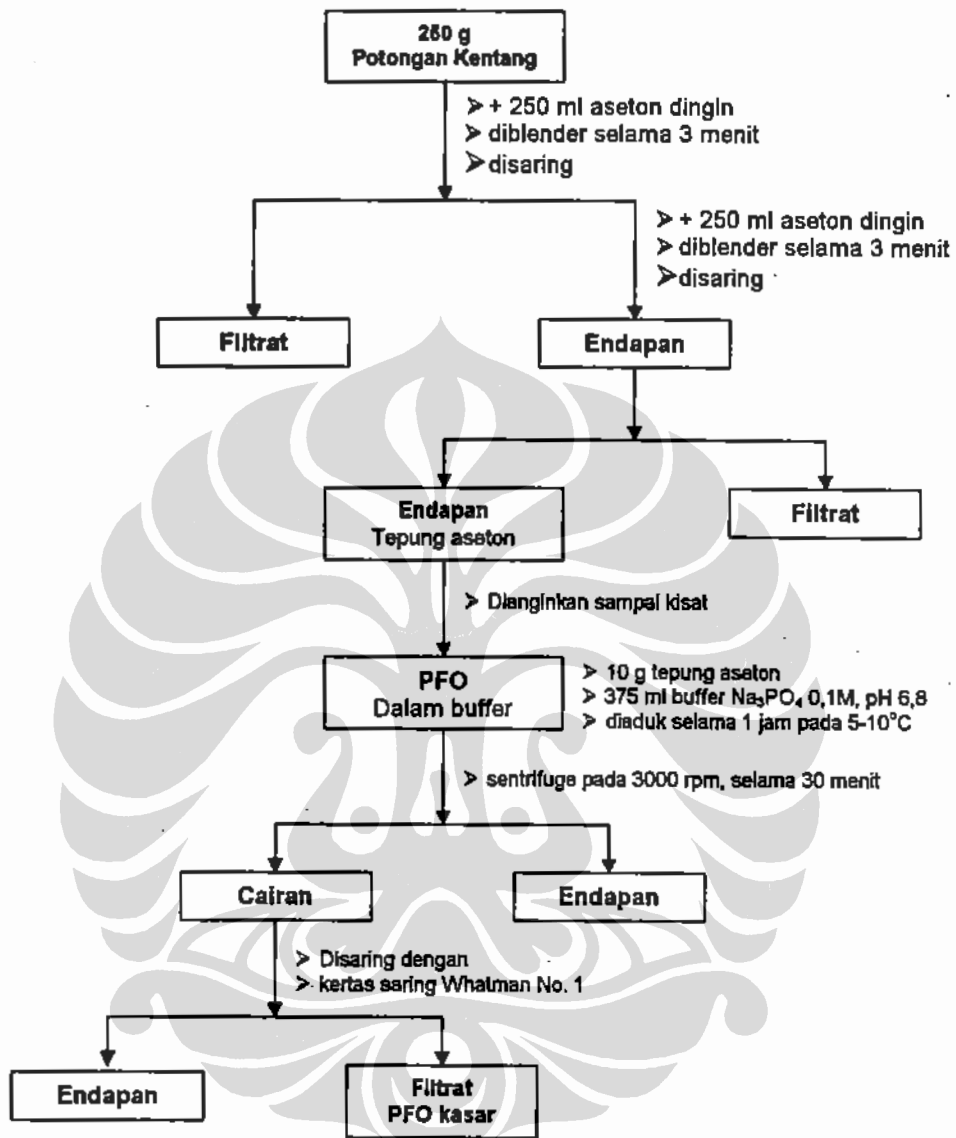 250 g
Potongan Kentang
➢ + 250 ml aseton dingin
➢ diblender selama 3 menit
➢ disaring
➢ + 250 ml aseton dingin
➢ diblender selama 3 menit
➢ disaring
Filtrat
Endapan
Endapan
Tepung aseton
Filtrat
➢ Dianginkan sampai kisat
PFO
Dalam buffer
➢ 10 g tepung aseton
➢ 375 ml buffer Na₃PO₄ 0,1M, pH 6,8
➢ diaduk selama 1 jam pada 5-10°C
➢ sentrifuge pada 3000 rpm, selama 30 menit
Cairan
Endapan
➢ Disaring dengan
➢ kertas saring Whatman No. 1
Endapan
Filtrat
PFO kasar